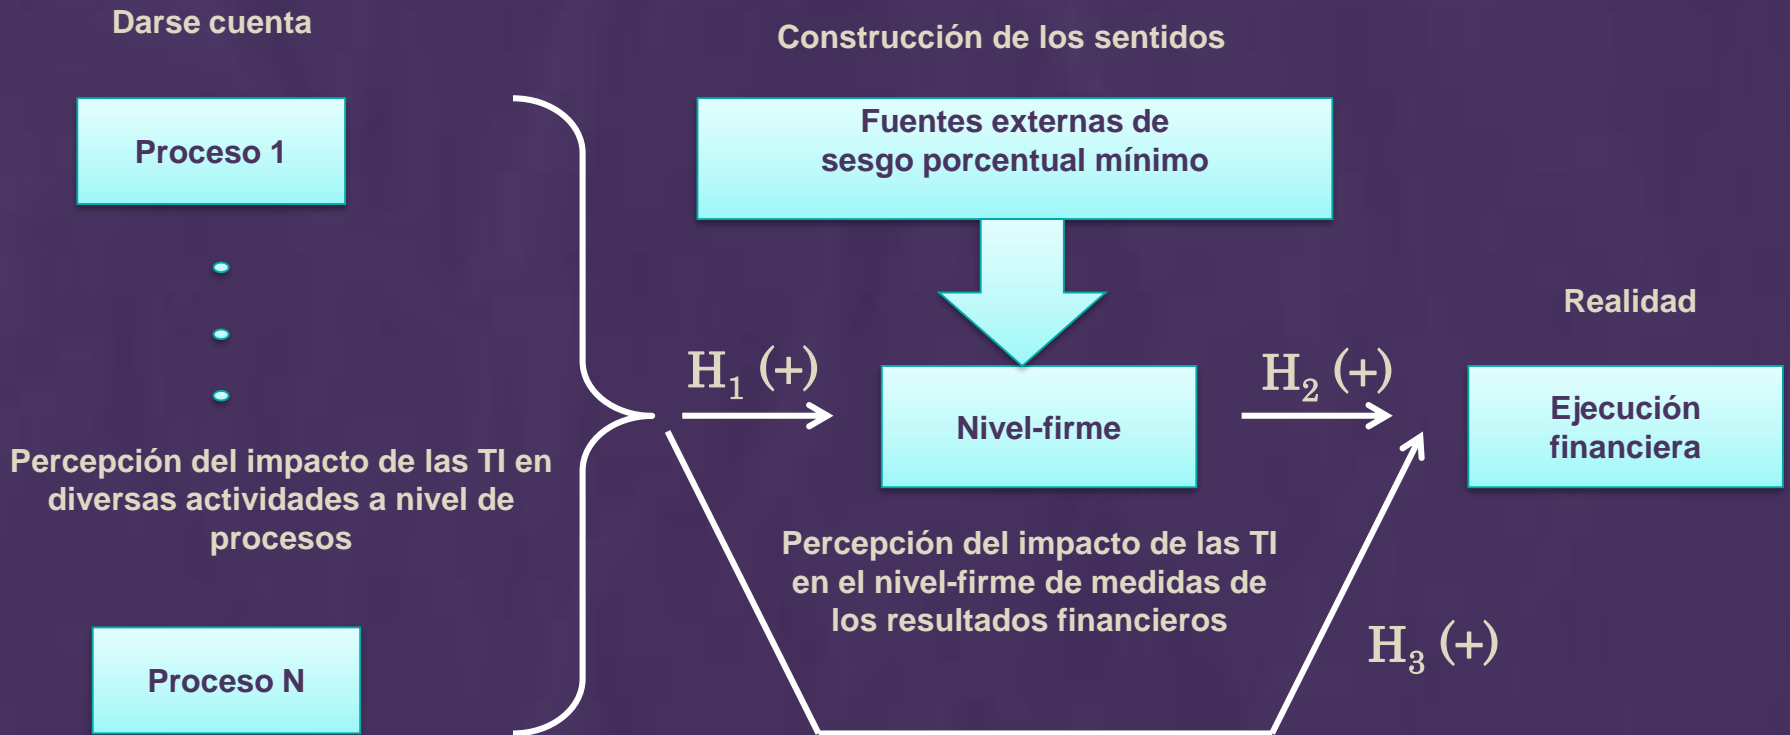 Darse cuenta
Construcción de los sentidos
Proceso 1
Fuentes externas de
sesgo porcentual mínimo
Realidad
H₁ (+)
H₂ (+)
Nivel-firme
Ejecución
financiera
Percepción del impacto de las TI en
diversas actividades a nivel de
procesos
Percepción del impacto de las TI
en el nivel-firme de medidas de
los resultados financieros
H₃ (+)
Proceso N